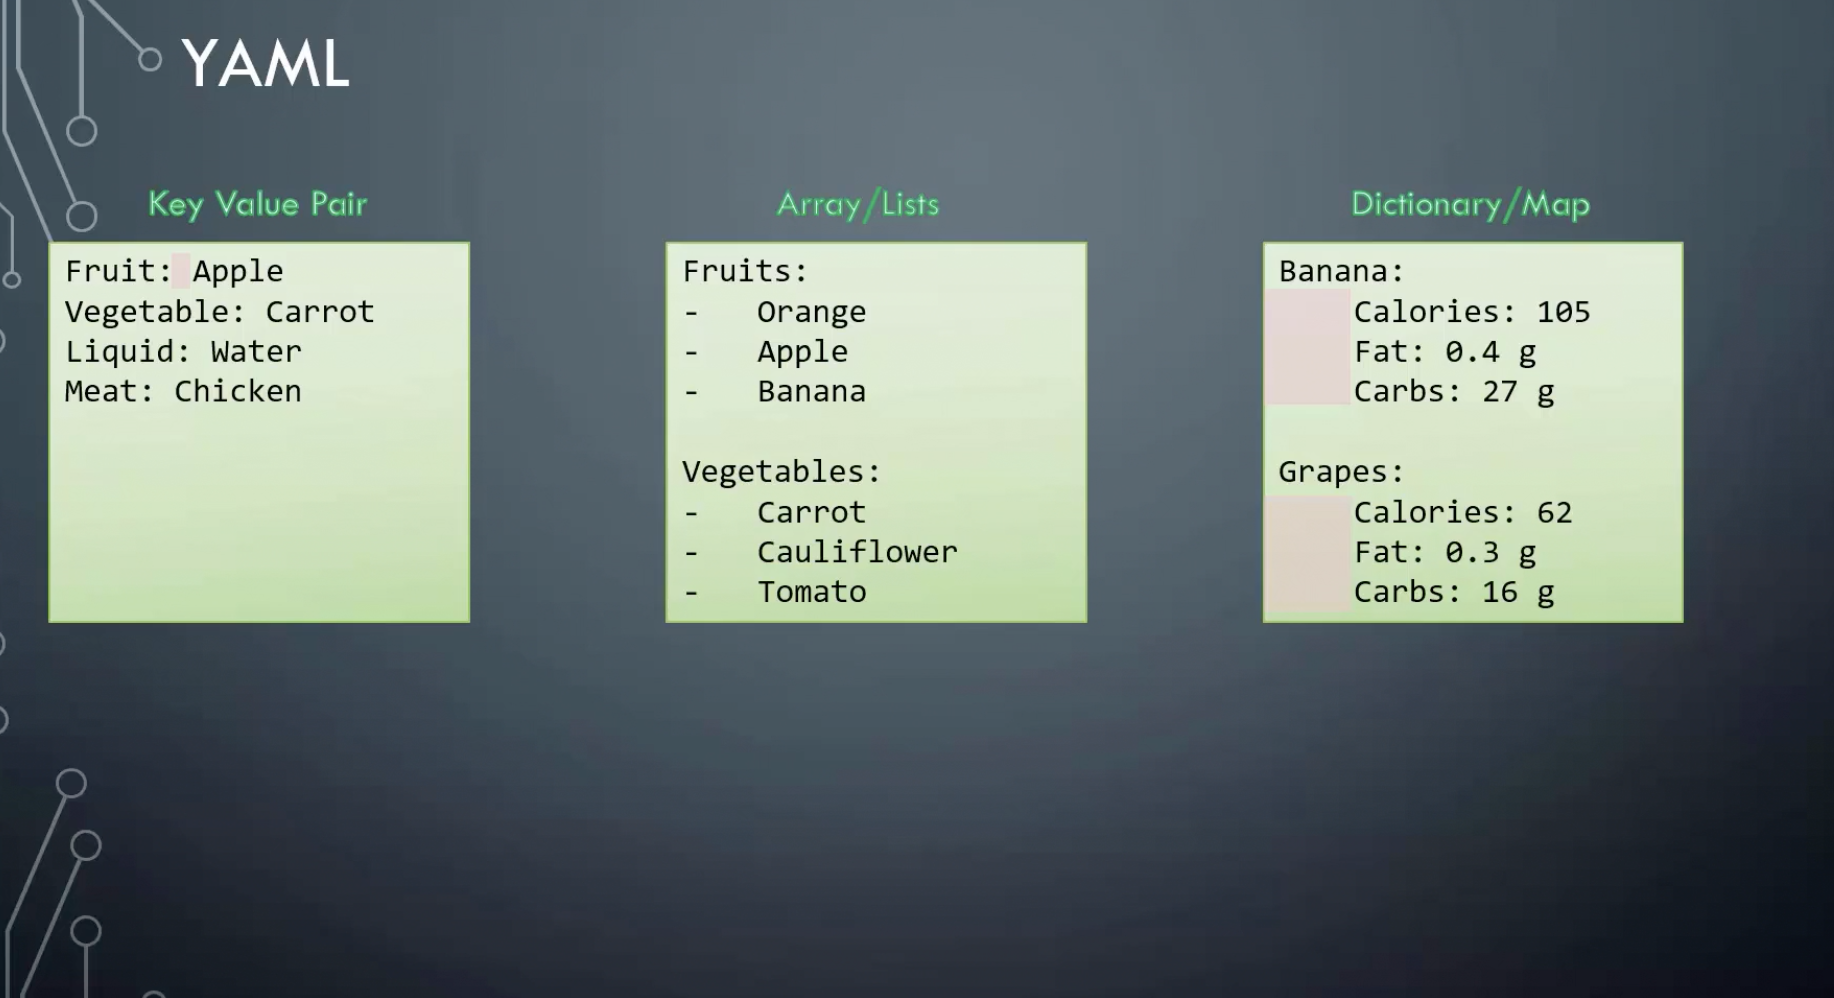 YAML
Key Value Pair
Fruit: Apple
Vegetable: Carrot
Liquid: Water
Meat: Chicken
Array/Lists
Fruits:
- Orange
- Apple
- Banana
Vegetables:
- Carrot
- Cauliflower
- Tomato
Dictionary/Map
Banana:
Calories: 105
Fat: 0.4 g
Carbs: 27 g
Grapes:
Calories: 62
Fat: 0.3 g
Carbs: 16 g